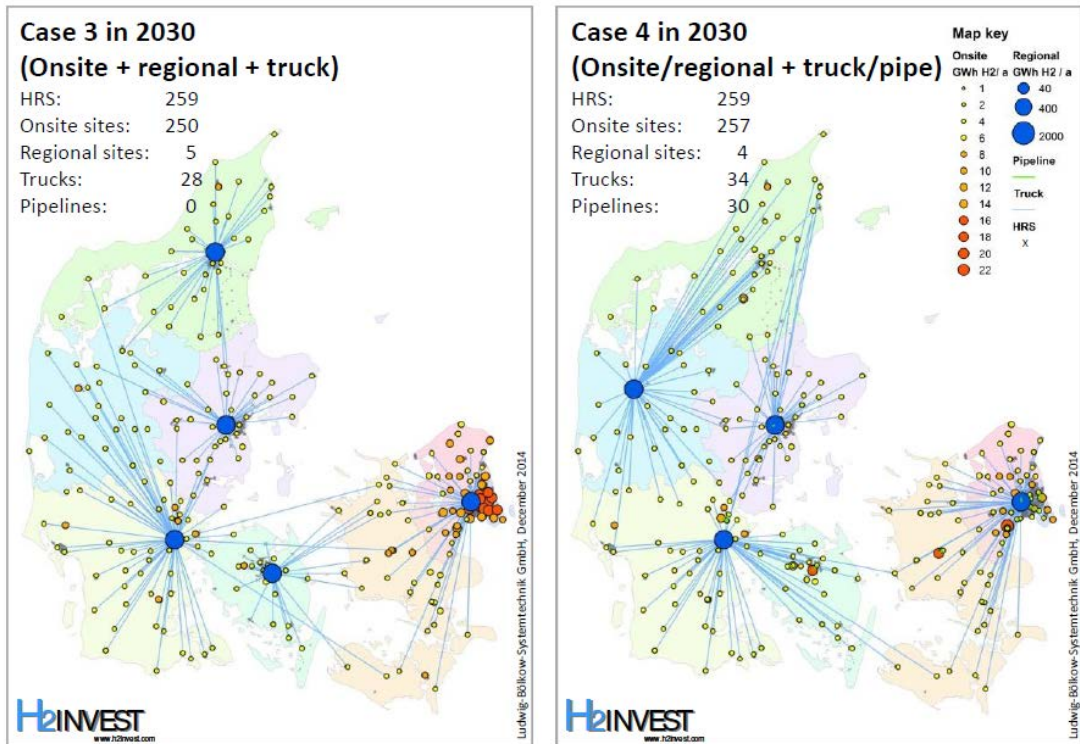 Case 3 in 2030
(Onsite + regional + truck)
HRS: 259
Onsite sites: 250
Regional sites: 5
Trucks: 28
Pipelines: 0
H2INVEST
www.h2invest.com
Ludwig-Bölkow-Systemtechnik GmbH, December 2014
Case 4 in 2030
(Onsite/regional + truck/pipe)
HRS: 259
Onsite sites: 257
Regional sites: 4
Trucks: 34
Pipelines: 30
Map key
Onsite Regional
GWh H2/ a GWh H2 / a
1 40
2 400
4 2000
6
8
10
12
14
16
18
20
22
Pipeline
Truck
HRS
X
H2INVEST
www.h2invest.com
Ludwig-Bölkow-Systemtechnik GmbH, December 2014